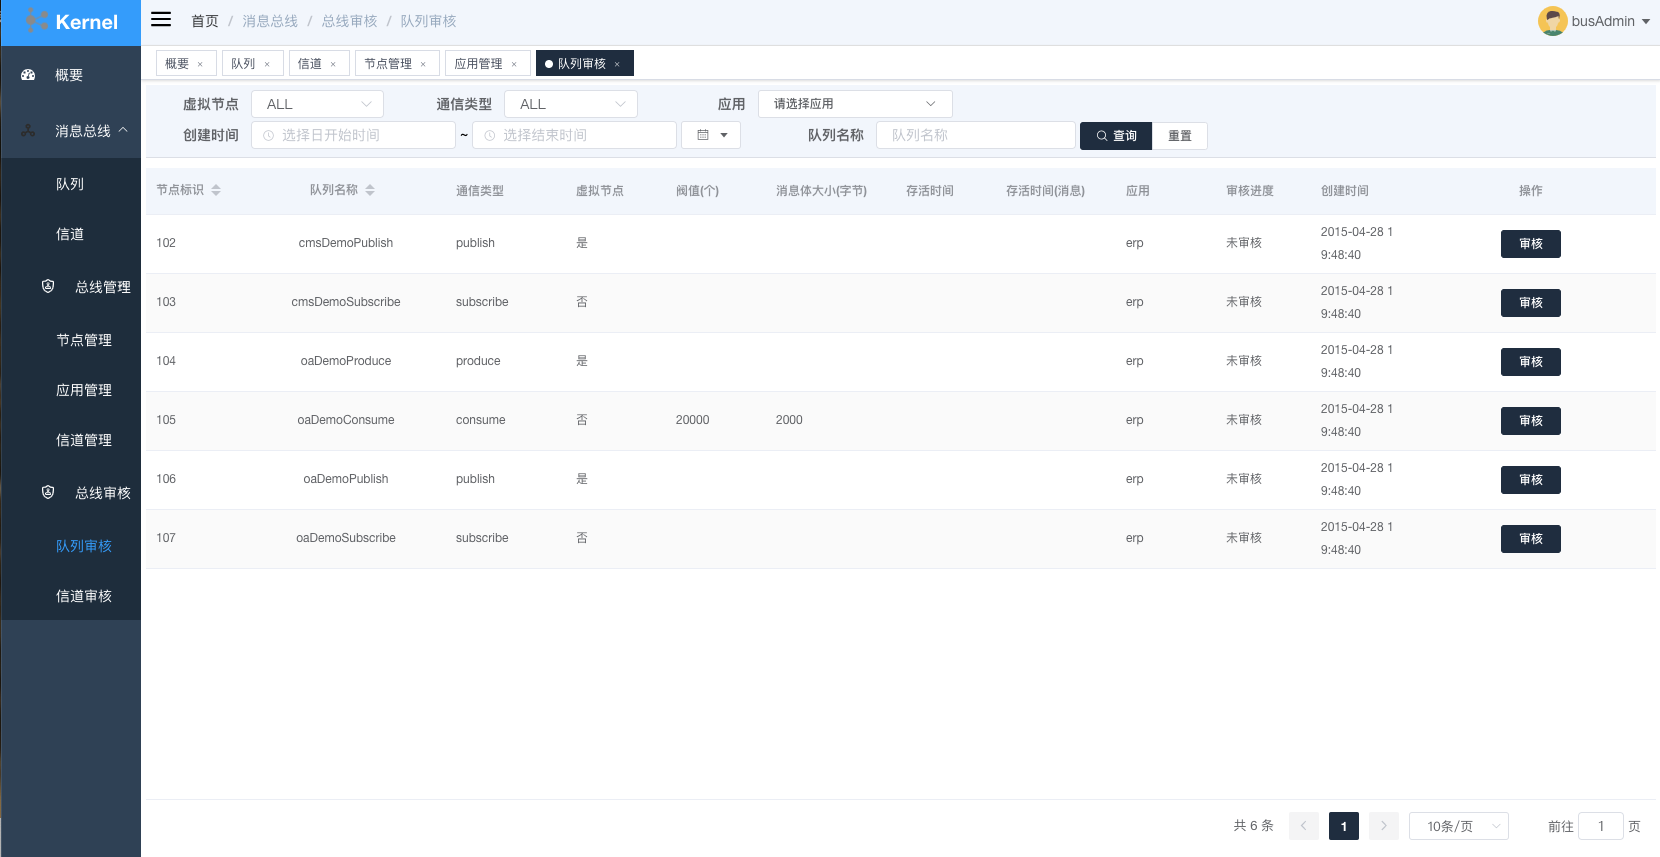 Kernel
首页 / 消息总线 / 总线审核 / 队列审核
busAdmin
概要 × 队列 × 信道 × 节点管理 × 应用管理 × 队列审核 ×
概要
消息总线
队列
信道
总线管理
节点管理
应用管理
信道管理
总线审核
队列审核
信道审核
虚拟节点 ALL 通信类型 ALL 应用 请选择应用
创建时间 选择日开始时间 ~ 选择结束时间 队列名称 队列名称 查询 重置
节点标识 队列名称 通信类型 虚拟节点 阀值(个) 消息体大小(字节) 存活时间 存活时间(消息) 应用 审核进度 创建时间 操作
102 cmsDemoPublish publish 是 erp 未审核 2015-04-28 1
9:48:40 审核
103 cmsDemoSubscribe subscribe 否 erp 未审核 2015-04-28 1
9:48:40 审核
104 oaDemoProduce produce 是 erp 未审核 2015-04-28 1
9:48:40 审核
105 oaDemoConsume consume 否 20000 2000 erp 未审核 2015-04-28 1
9:48:40 审核
106 oaDemoPublish publish 是 erp 未审核 2015-04-28 1
9:48:40 审核
107 oaDemoSubscribe subscribe 否 erp 未审核 2015-04-28 1
9:48:40 审核
共 6 条 1 10条/页 前往 1 页